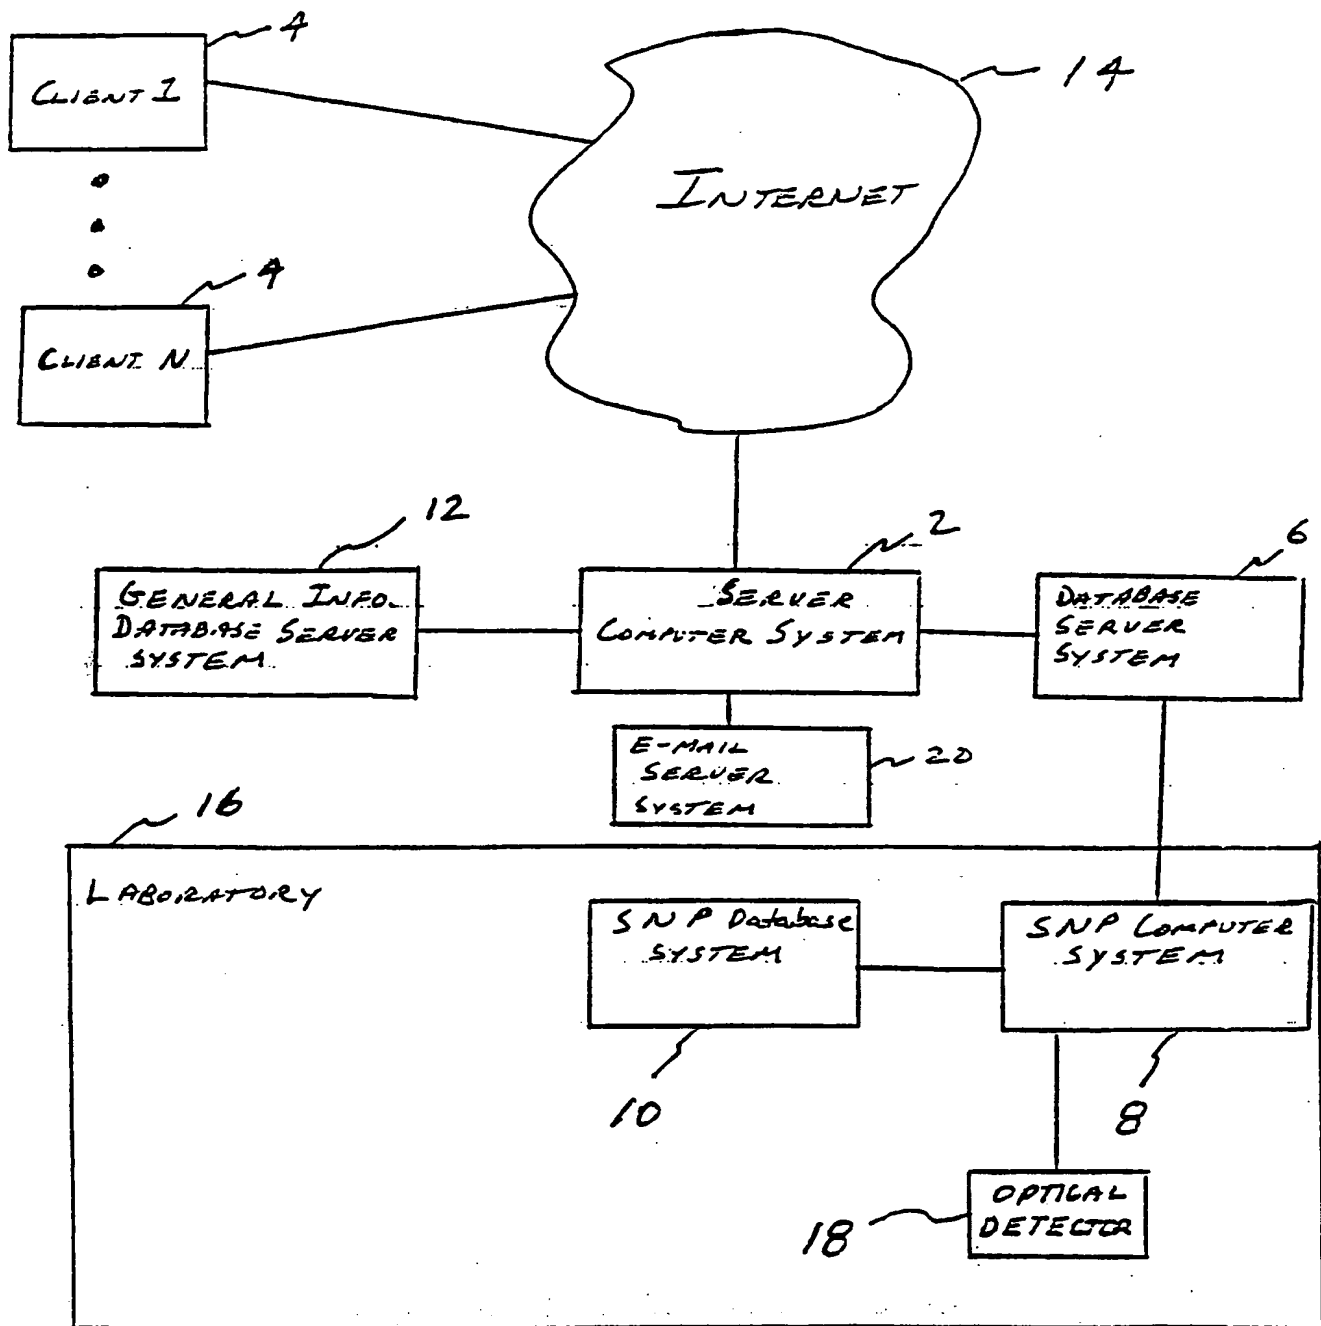 4
CLIENT 1
14
INTERNET
4
CLIENT N
12
2
6
GENERAL INFO.
DATABASE SERVER
SYSTEM
SERVER
COMPUTER SYSTEM
DATABASE
SERVER
SYSTEM
E-MAIL
SERVER
SYSTEM
20
16
LABORATORY
SNP Database
SYSTEM
SNP COMPUTER
SYSTEM
10
8
OPTICAL
DETECTOR
18